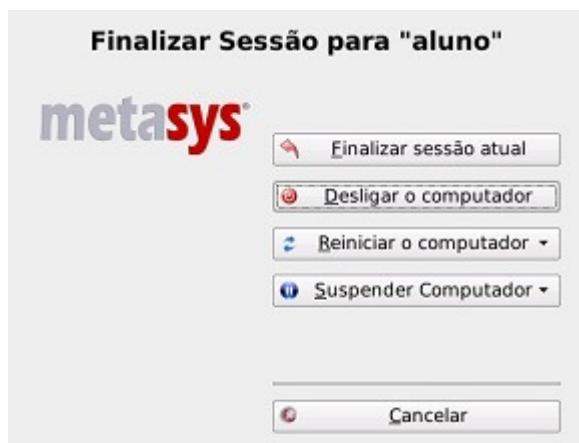 Finalizar Sessão para "aluno"
metasys
Finalizar sessão atual
Desligar o computador
Reiniciar o computador
Suspender Computador
Cancelar